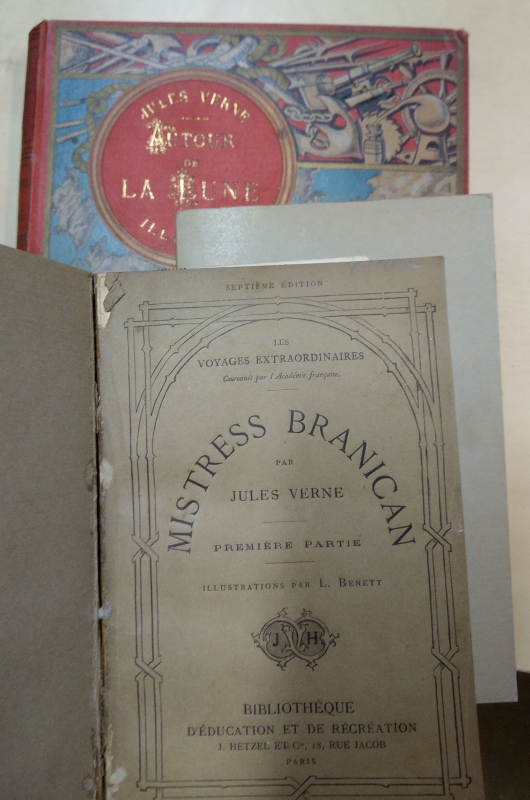 JULES VERNE
AUTOUR
DE
LA LUNE
SEPTIÈME ÉDITION
LES
VOYAGES EXTRAORDINAIRES
Couronnés par l'Académie française.
MISTRESS BRANICAN
PAR
JULES VERNE
PREMIÈRE PARTIE
ILLUSTRATIONS PAR L. BENETT
J H
BIBLIOTHÈQUE
D'ÉDUCATION ET DE RÉCRÉATION
J. HETZEL ET Cie, 18, RUE JACOB
PARIS